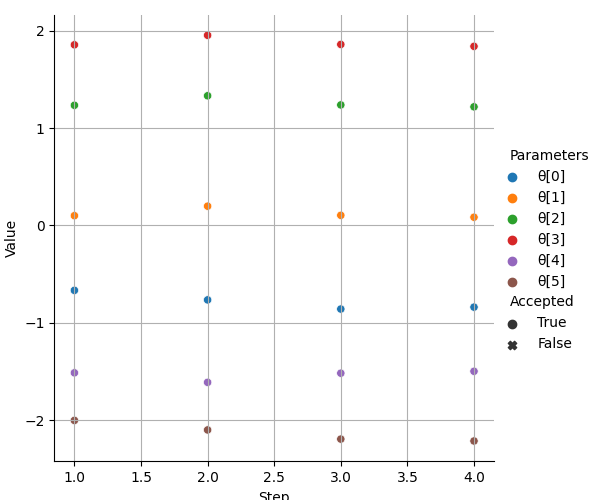 2
1
0
−1
−2
Value
1.0 1.5 2.0 2.5 3.0 3.5 4.0
Step
Parameters
θ[0]
θ[1]
θ[2]
θ[3]
θ[4]
θ[5]
Accepted
True
False